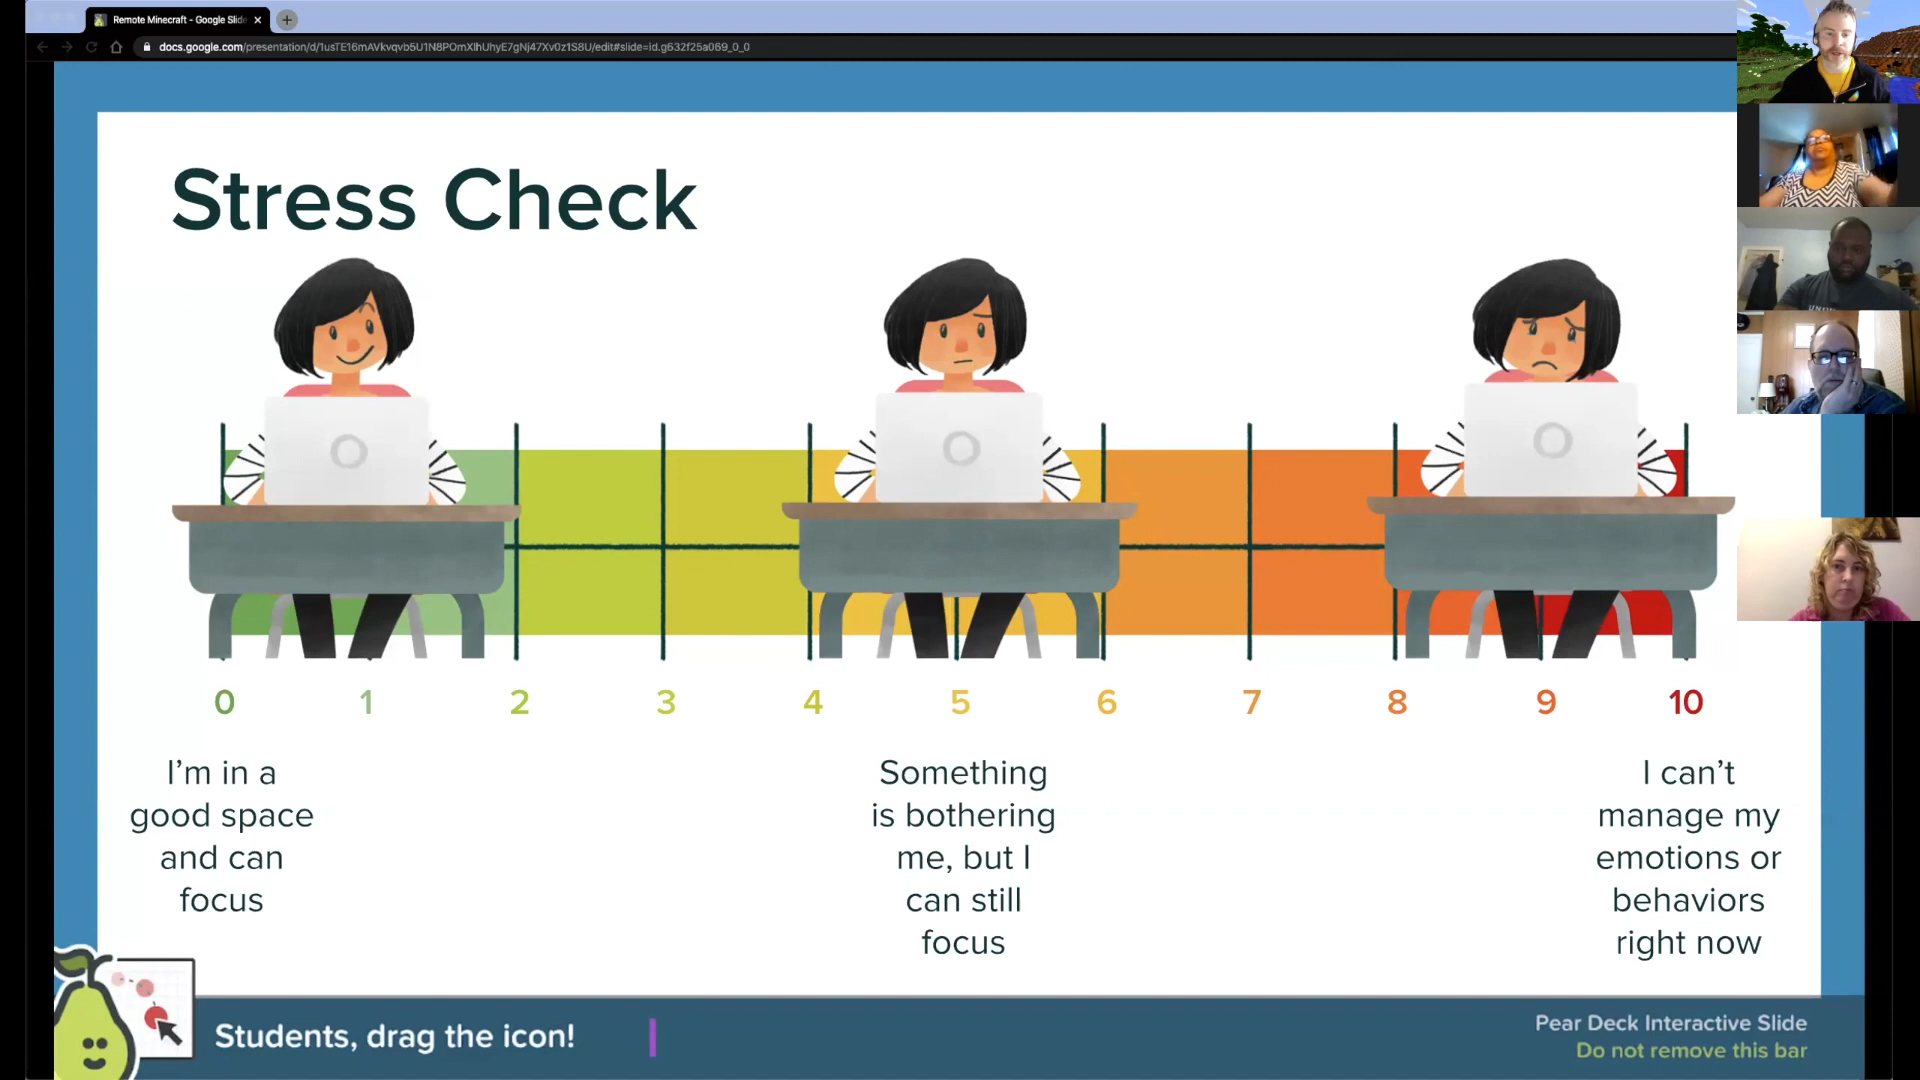 Remote Minecraft - Google Slide
docs.google.com/presentation/d/1usTE16mAVkvqvb5U1N8POmXlhUhyE7gNj47Xv0z1S8U/edit#slide=id.g632f25a069_0_0
Stress Check
0 1 2 3 4 5 6 7 8 9 10
I'm in a
good space
and can
focus
Something
is bothering
me, but I
can still
focus
I can't
manage my
emotions or
behaviors
right now
Students, drag the icon!
Pear Deck Interactive Slide
Do not remove this bar